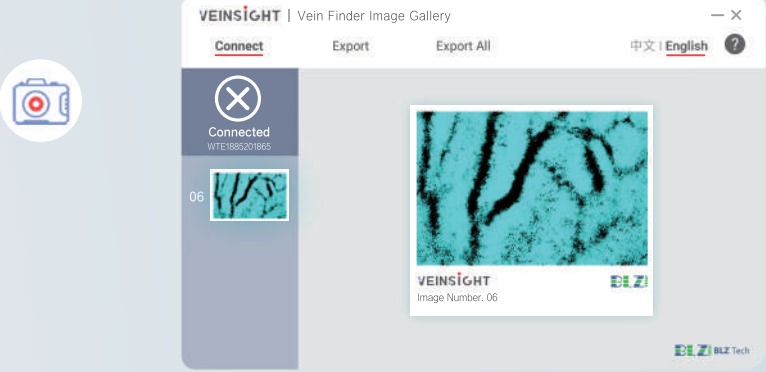 VEINSIGHT | Vein Finder Image Gallery
Connect Export Export All 中文 | English ?
Connected
WTE1885201865
06
VEINSIGHT BLZ
Image Number. 06
BLZ BLZ Tech